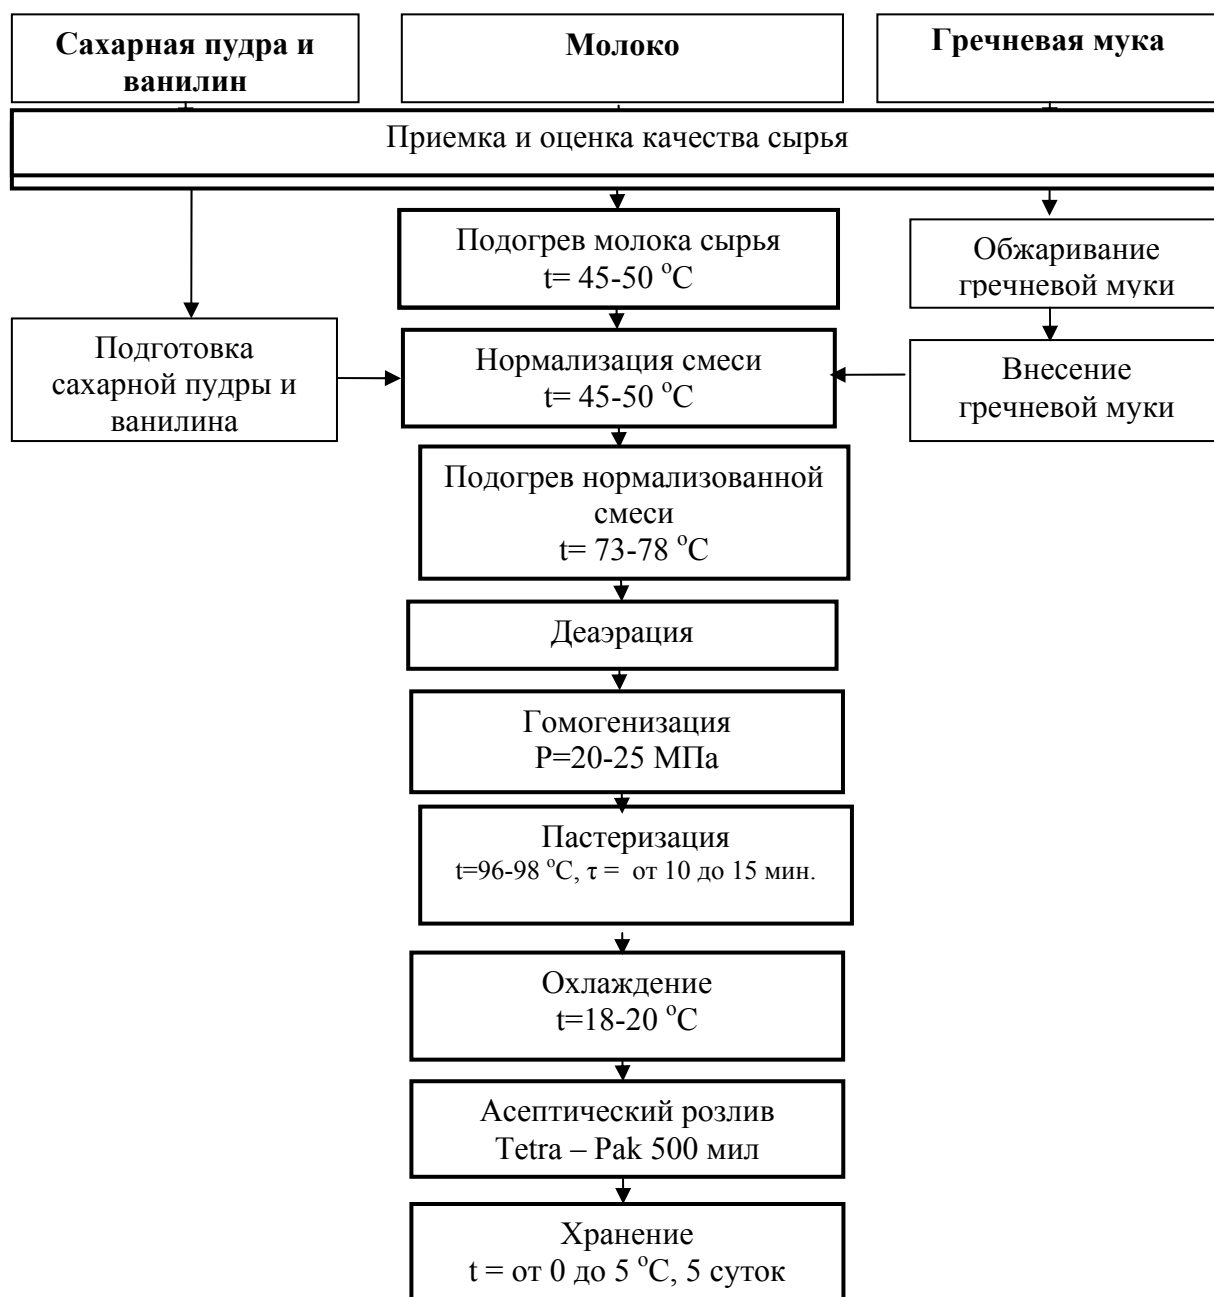 Сахарная пудра и
ванилин
Молоко
Гречневая мука
Приемка и оценка качества сырья
Подогрев молока сырья
t= 45-50 °С
Обжаривание
гречневой муки
Подготовка
сахарной пудры и
ванилина
Нормализация смеси
t= 45-50 °С
Внесение
гречневой муки
Подогрев нормализованной
смеси
t= 73-78 °С
Деаэрация
Гомогенизация
Р=20-25 МПа
Пастеризация
t=96-98 °С, τ = от 10 до 15 мин.
Охлаждение
t=18-20 °С
Асептический розлив
Tetra – Pak 500 мил
Хранение
t = от 0 до 5 °С, 5 суток